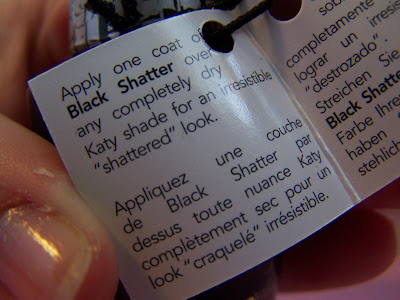 Apply one coat of
Black Shatter over
any completely dry
Katy shade for an irresistible
"shattered" look.
Appliquez une couche
de Black Shatter par
dessus toute nuance Katy
complètement sec pour un
look "craquelé" irrésistible.
completamente
lograr un irresis
"destrozado".
Streichen Sie
Black Shatte
Farbe Ihres
haben
stehlich